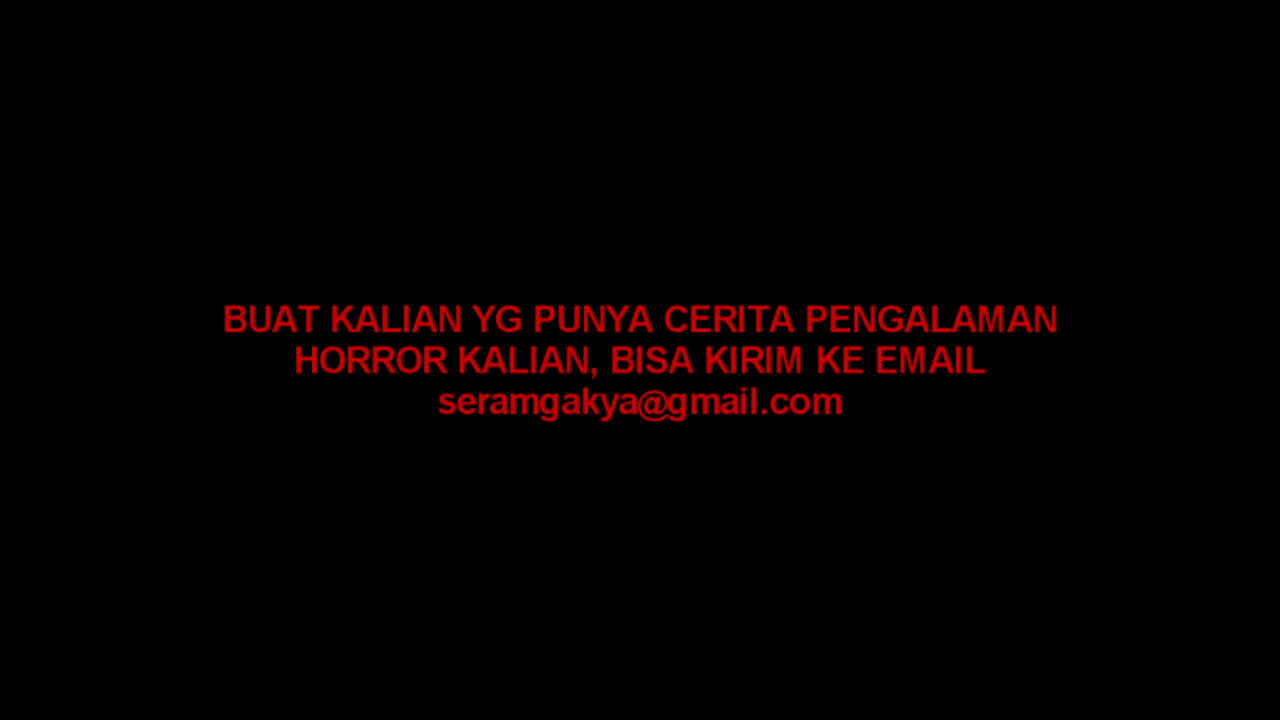 BUAT KALIAN YG PUNYA CERITA PENGALAMAN
HORROR KALIAN, BISA KIRIM KE EMAIL
seramgakya@gmail.com